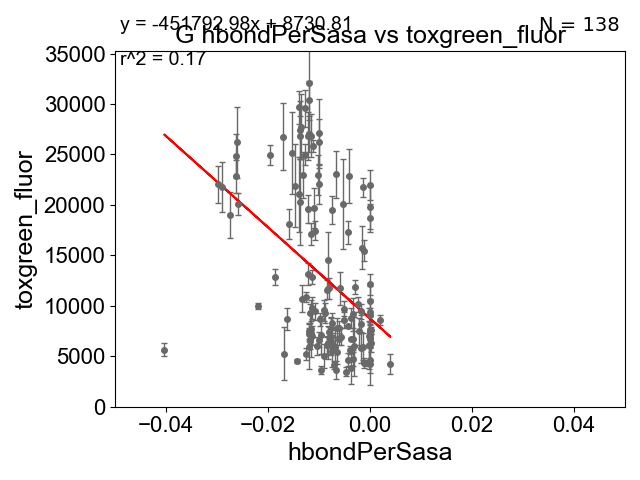 y = -451792.98x + 8730.81
N = 138
G hbondPerSasa vs toxgreen_fluor
r^2 = 0.17
35000
30000
25000
20000
15000
10000
5000
0
toxgreen_fluor
−0.04 −0.02 0.00 0.02 0.04
hbondPerSasa